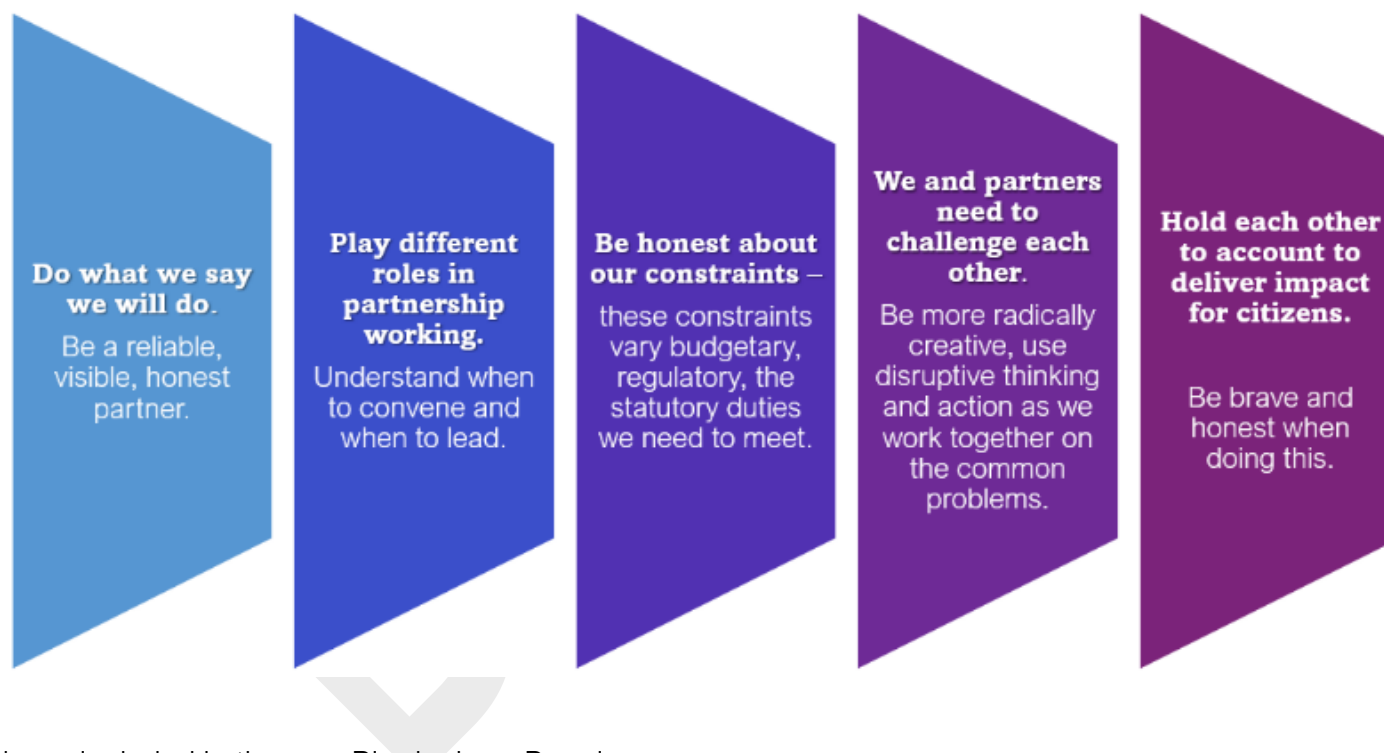 Do what we say
we will do.
Be a reliable,
visible, honest
partner.
Play different
roles in
partnership
working.
Understand when
to convene and
when to lead.
Be honest about
our constraints –
these constraints
vary budgetary,
regulatory, the
statutory duties
we need to meet.
We and partners
need to
challenge each
other.
Be more radically
creative, use
disruptive thinking
and action as we
work together on
the common
problems.
Hold each other
to account to
deliver impact
for citizens.
Be brave and
honest when
doing this.